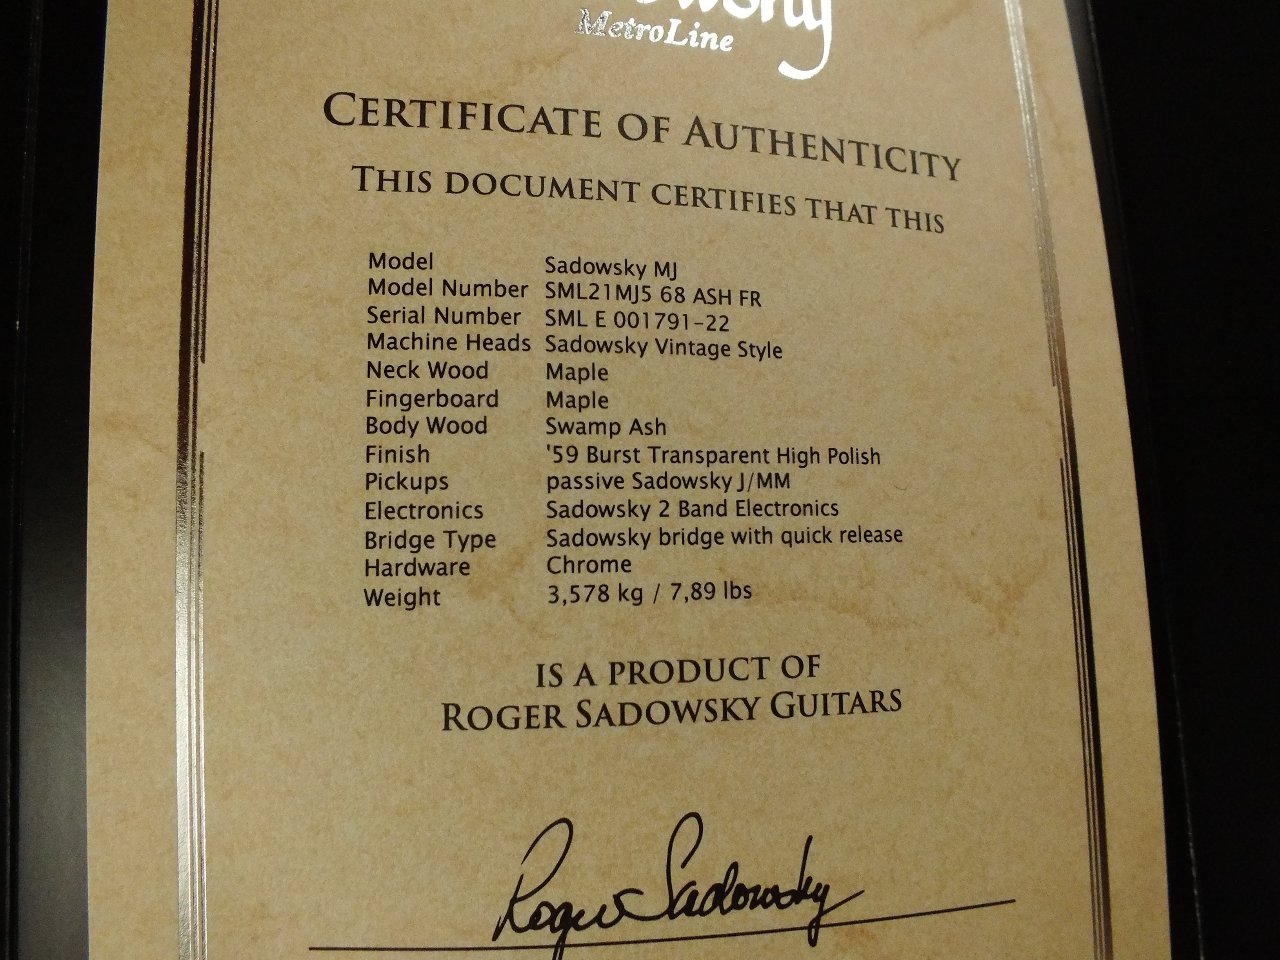 MetroLine
CERTIFICATE OF AUTHENTICITY
THIS DOCUMENT CERTIFIES THAT THIS
Model Sadowsky MJ
Model Number SML21MJ5 68 ASH FR
Serial Number SML E 001791-22
Machine Heads Sadowsky Vintage Style
Neck Wood Maple
Fingerboard Maple
Body Wood Swamp Ash
Finish '59 Burst Transparent High Polish
Pickups passive Sadowsky J/MM
Electronics Sadowsky 2 Band Electronics
Bridge Type Sadowsky bridge with quick release
Hardware Chrome
Weight 3,578 kg / 7,89 lbs
IS A PRODUCT OF
ROGER SADOWSKY GUITARS
Roger Sadowsky